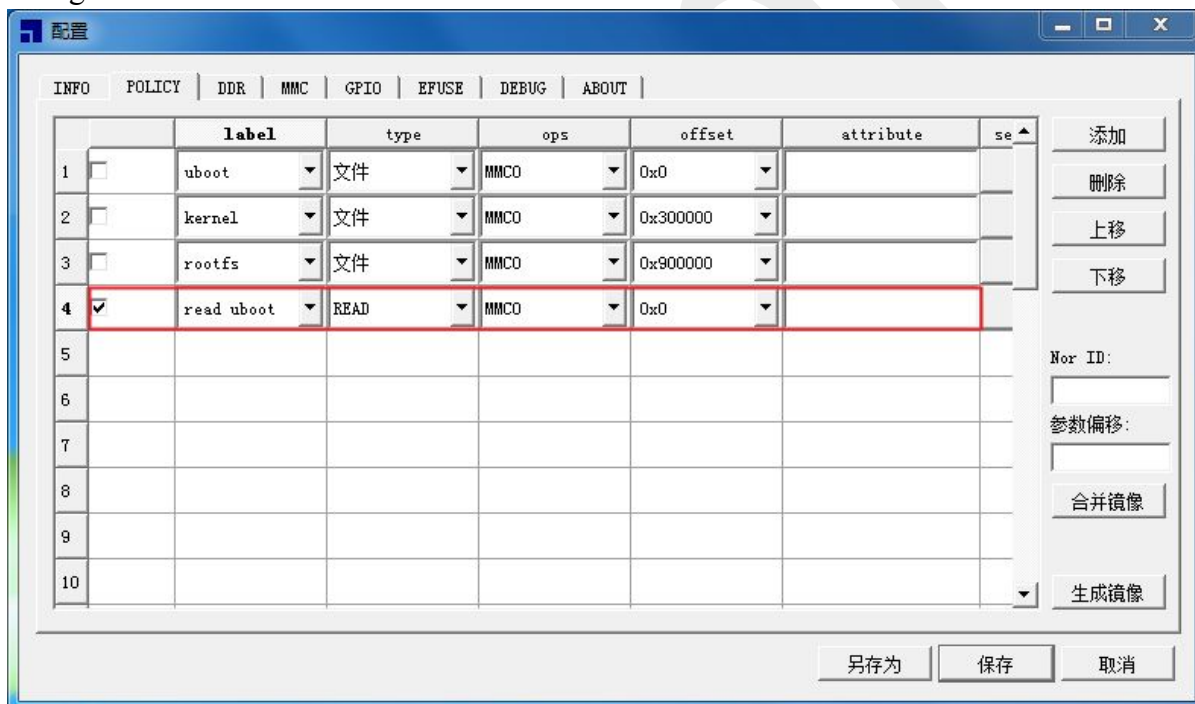 配置
INFO POLICY DDR MMC GPIO EFUSE DEBUG ABOUT
label type ops offset attribute se
1 uboot 文件 MMC0 0x0
2 kernel 文件 MMC0 0x300000
3 rootfs 文件 MMC0 0x900000
4 read uboot READ MMC0 0x0
5
6
7
8
9
10
添加
删除
上移
下移
Nor ID:
参数偏移:
合并镜像
生成镜像
另存为 保存 取消